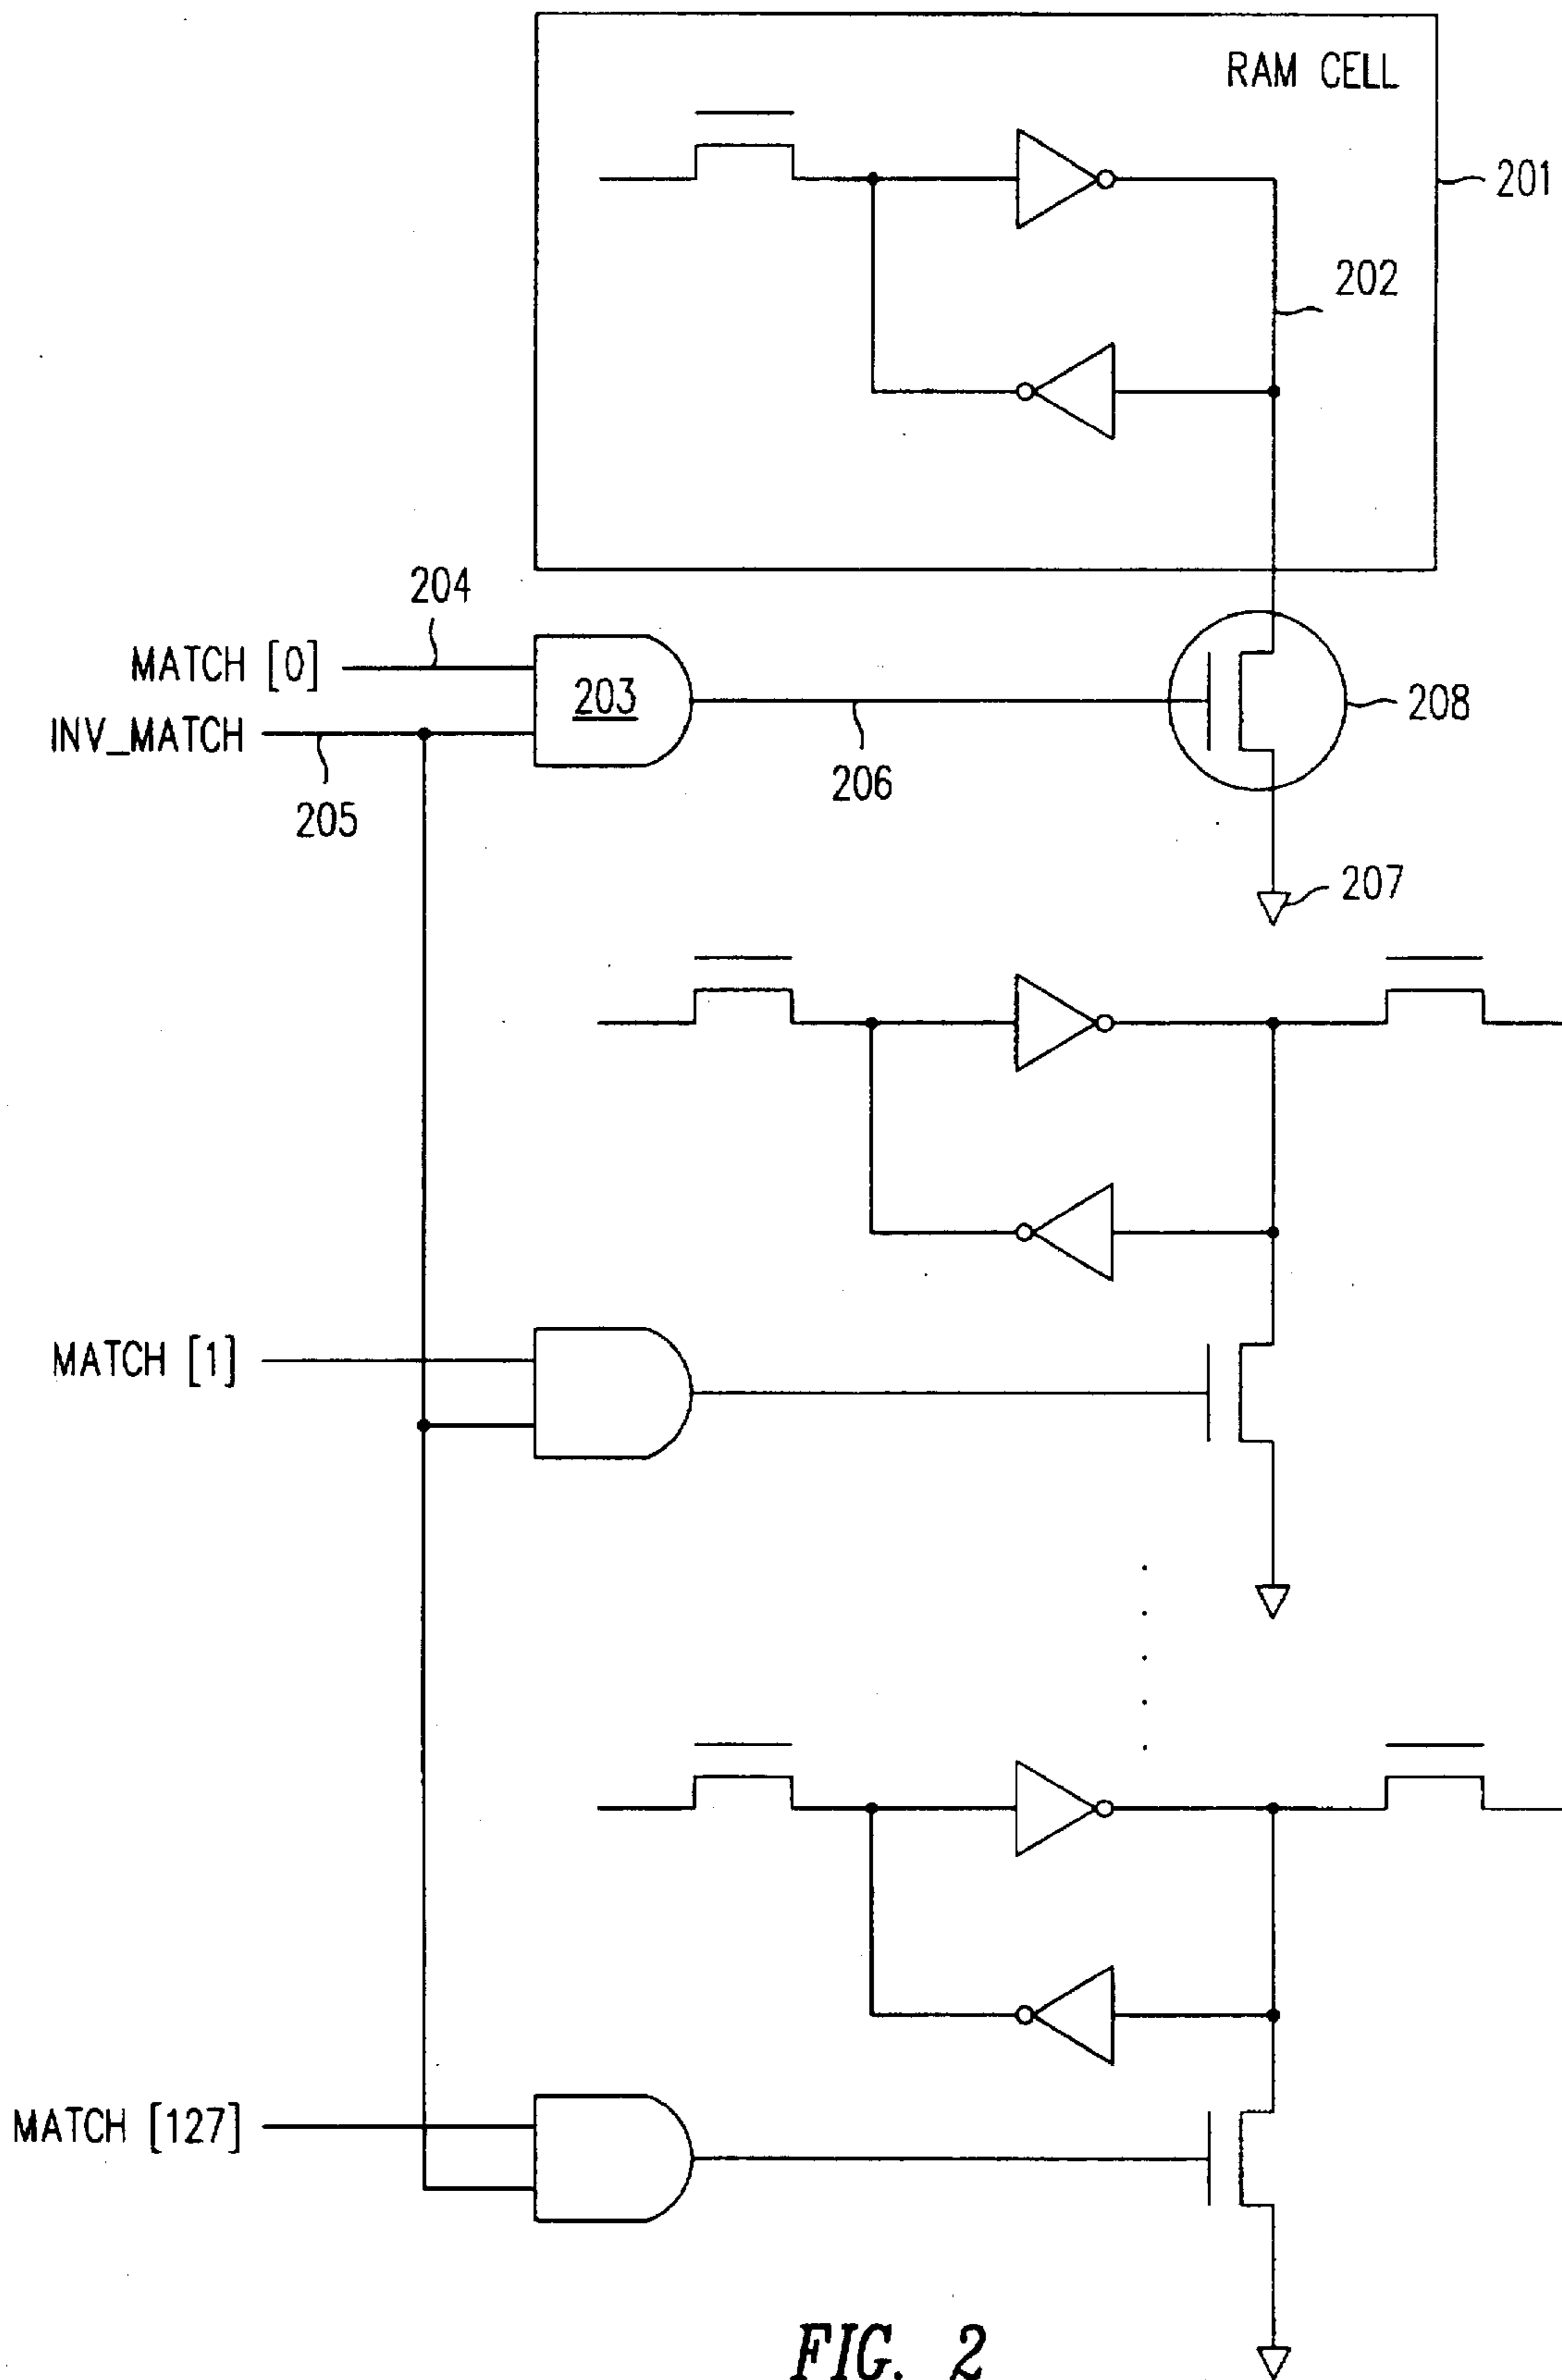 RAM CELL
201
202
204
MATCH [0]
203
208
INV_MATCH
206
205
207
MATCH [1]
MATCH [127]
FIG. 2